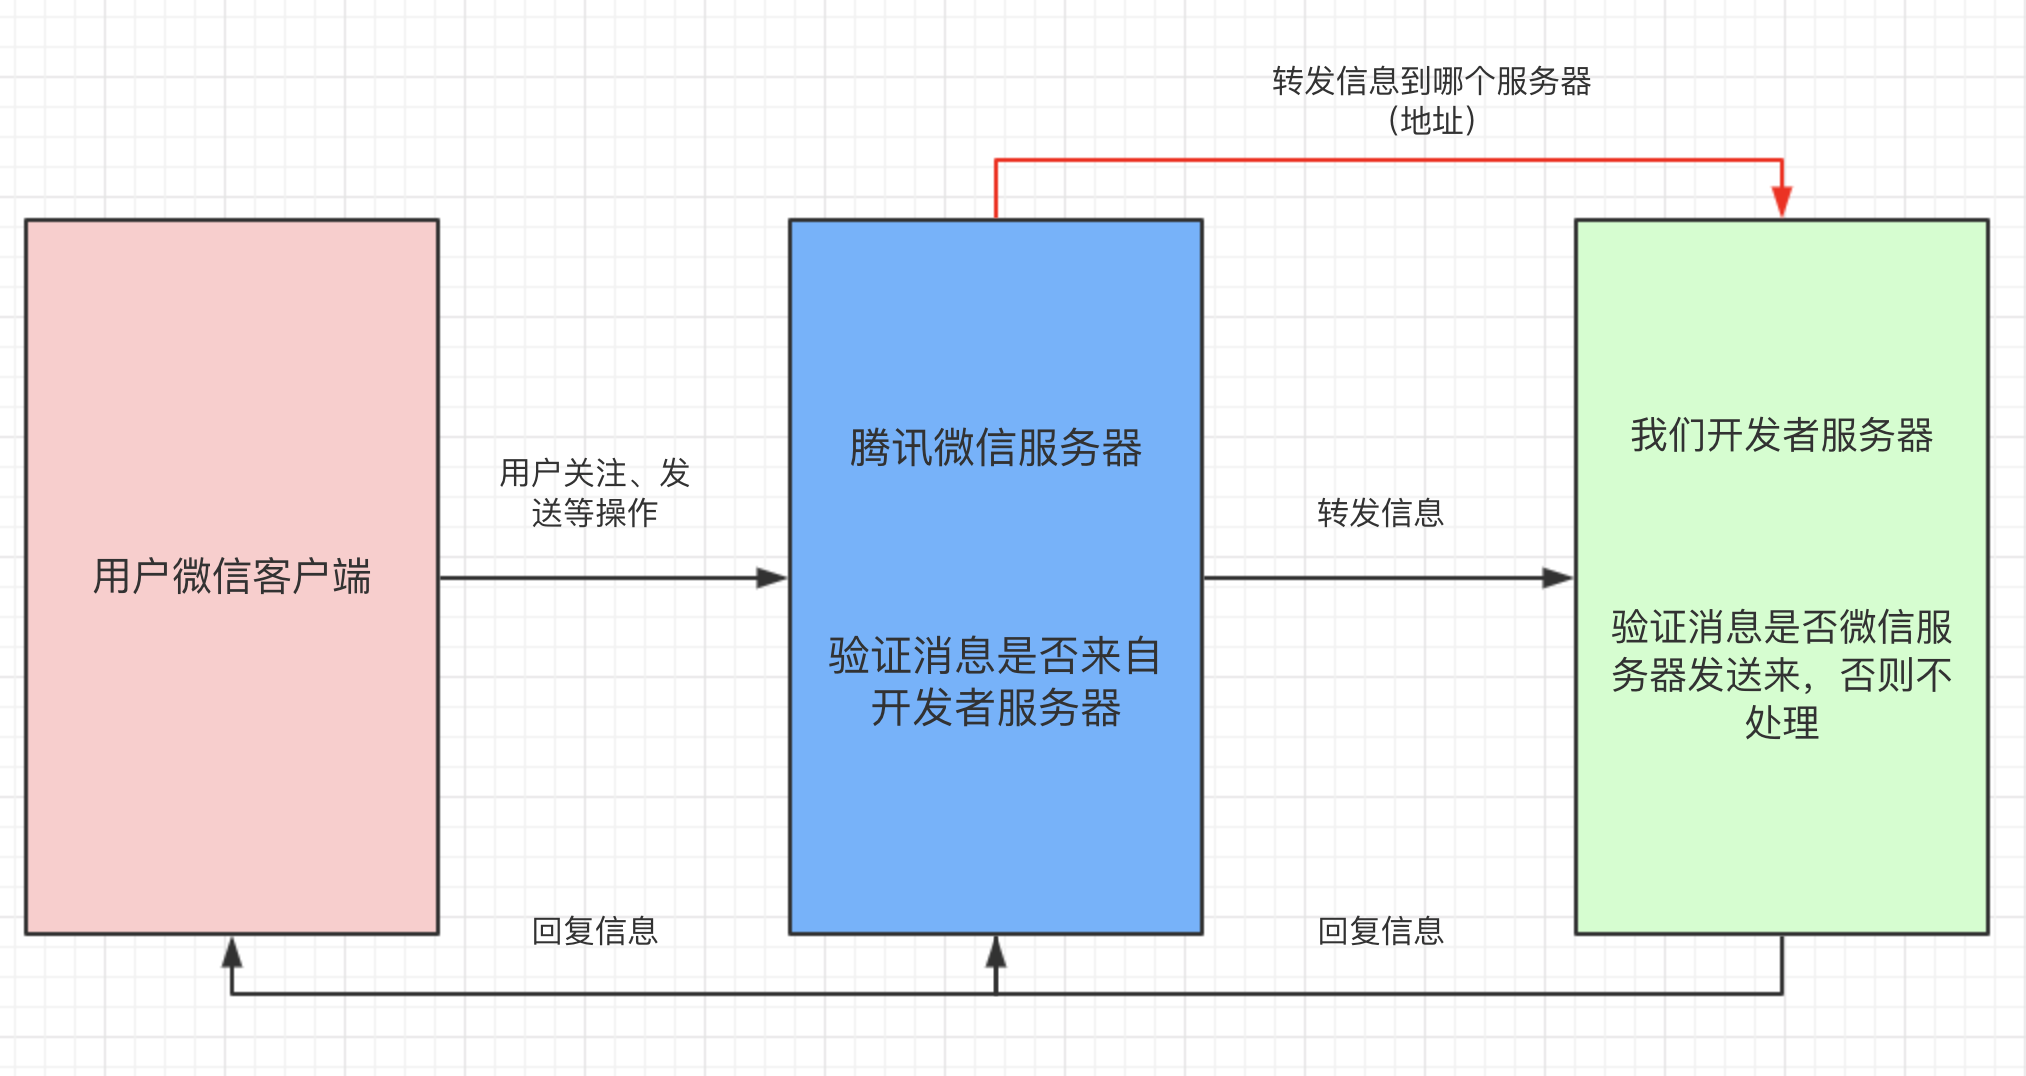 转发信息到哪个服务器
（地址）
用户微信客户端
用户关注、发
送等操作
腾讯微信服务器
验证消息是否来自
开发者服务器
转发信息
我们开发者服务器
验证消息是否微信服
务器发送来，否则不
处理
回复信息
回复信息